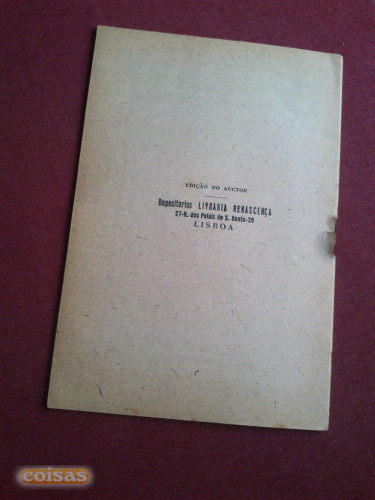 EDIÇÃO DO AUCTOR
Depositarios LIVRARIA RENASCENÇA
27-R. dos Poiais de S. Bento-29
LISBOA
coisas